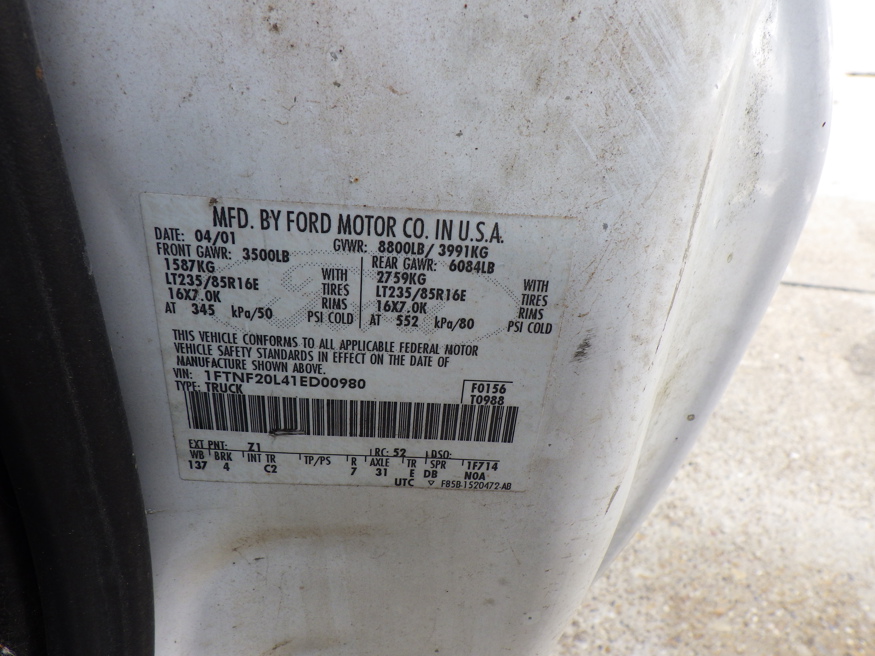 MFD. BY FORD MOTOR CO. IN U.S.A.
DATE: 04/01 GVWR: 8800LB/ 3991KG
FRONT GAWR: 3500LB REAR GAWR: 6084LB
1587KG WITH 2759KG WITH
LT235/85R16E TIRES LT235/85R16E TIRES
16X7.0K RIMS 16X7.0K RIMS
AT 345 kPa/50 PSI COLD AT 552 kPa/80 PSI COLD
THIS VEHICLE CONFORMS TO ALL APPLICABLE FEDERAL MOTOR
VEHICLE SAFETY STANDARDS IN EFFECT ON THE DATE OF
MANUFACTURE SHOWN ABOVE.
VIN: 1FTNF20L41ED00980 F0156
TYPE: TRUCK T0988
EXT PNT: Z1 RC: 52 DSO:
WB BRK INT TR TP/PS R AXLE TR SPR 1F714
137 4 C2 7 31 E DB N0A
UTC ▽ F85B-1520472-AB